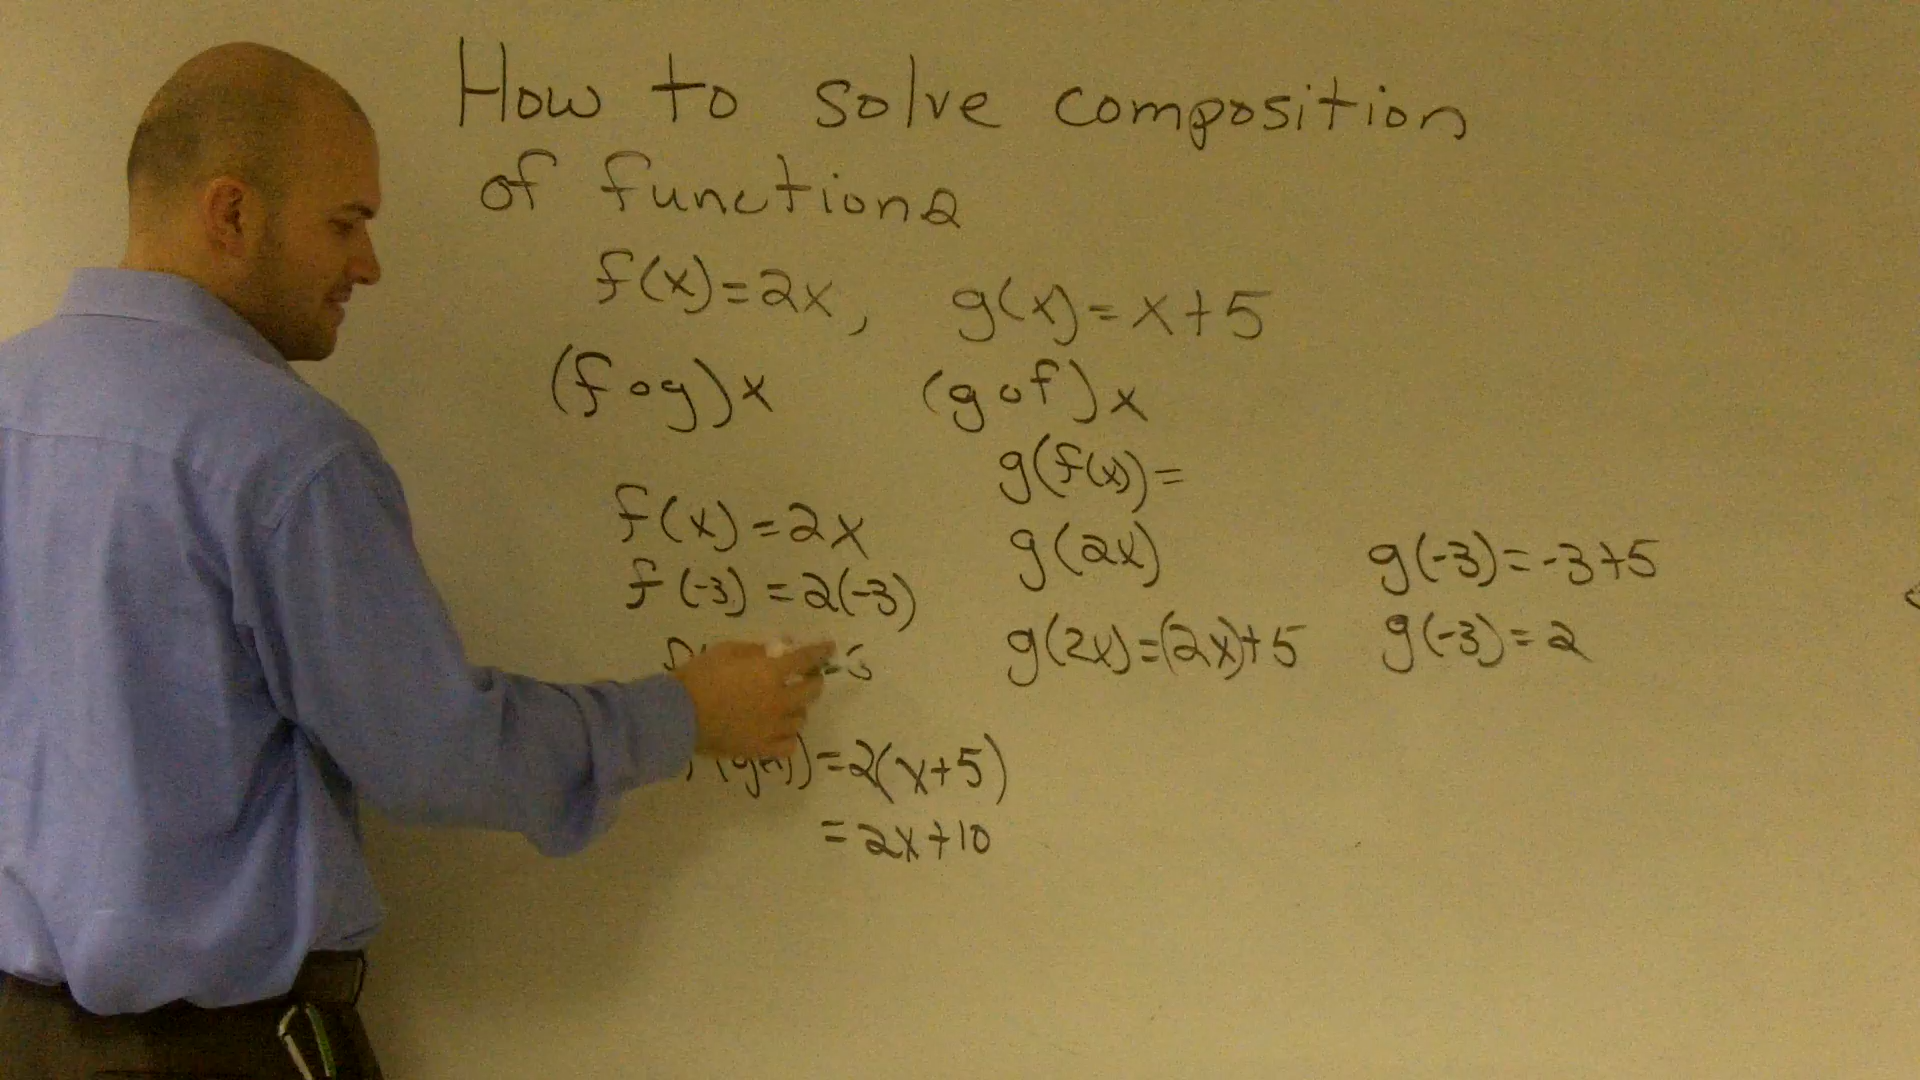 How to solve composition
of functions
f(x)=2x, g(x)=x+5
(f∘g)x (g∘f)x
g(f(x))=
f(x)=2x
g(2x)
f(-3)=2(-3)
g(2x)=(2x)+5
g(-3)=-3+5
g(-3)=2
=2(x+5)
=2x+10